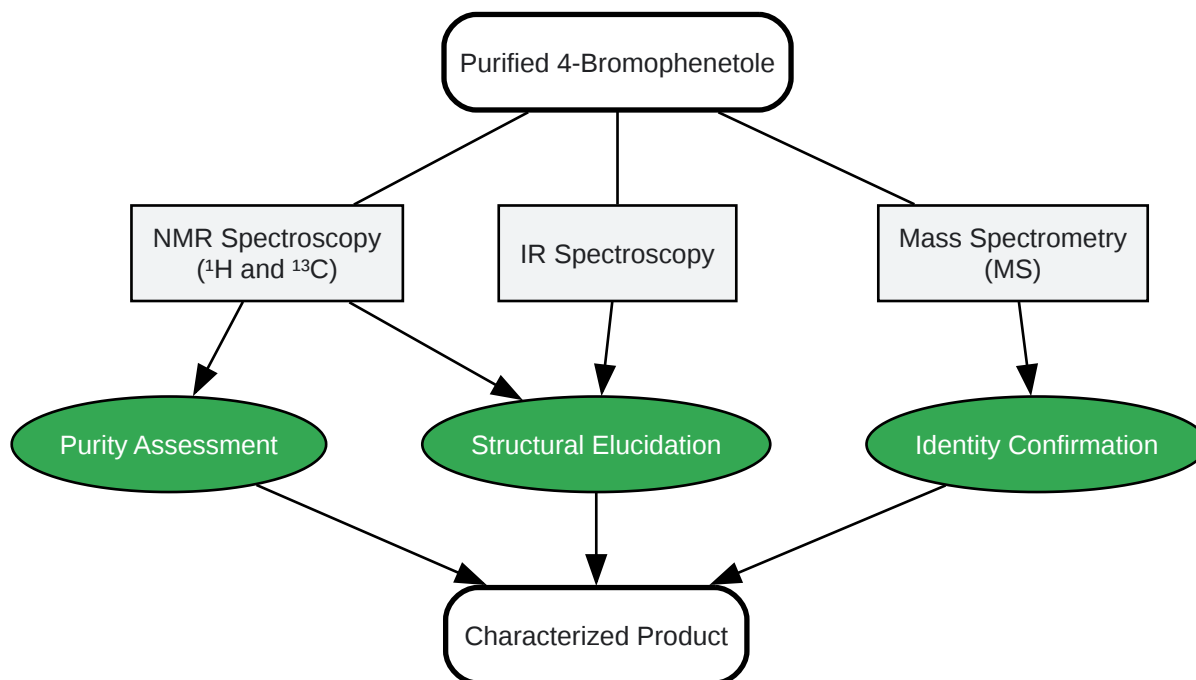 Purified 4-Bromophenetole
NMR Spectroscopy
(¹H and ¹³C)
IR Spectroscopy
Mass Spectrometry
(MS)
Purity Assessment
Structural Elucidation
Identity Confirmation
Characterized Product